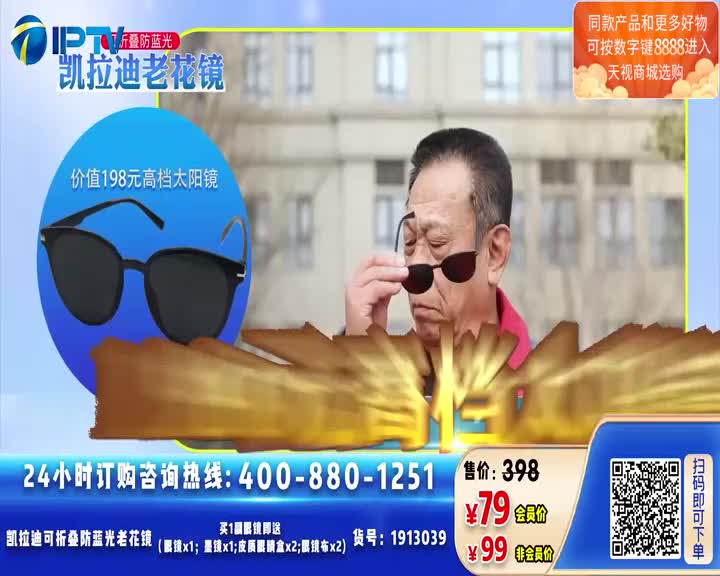 IPTV
可折叠防蓝光
凯拉迪老花镜
同款产品和更多好物
可按数字键8888进入
天视商城选购
价值198元高档太阳镜
24小时订购咨询热线:400-880-1251
凯拉迪可折叠防蓝光老花镜
买1副眼镜即送
(眼镜x1;墨镜x1;皮质眼睛盒x2;眼镜布x2)
货号:1913039
售价:398
¥79会员价
¥99非会员价
扫码即可下单